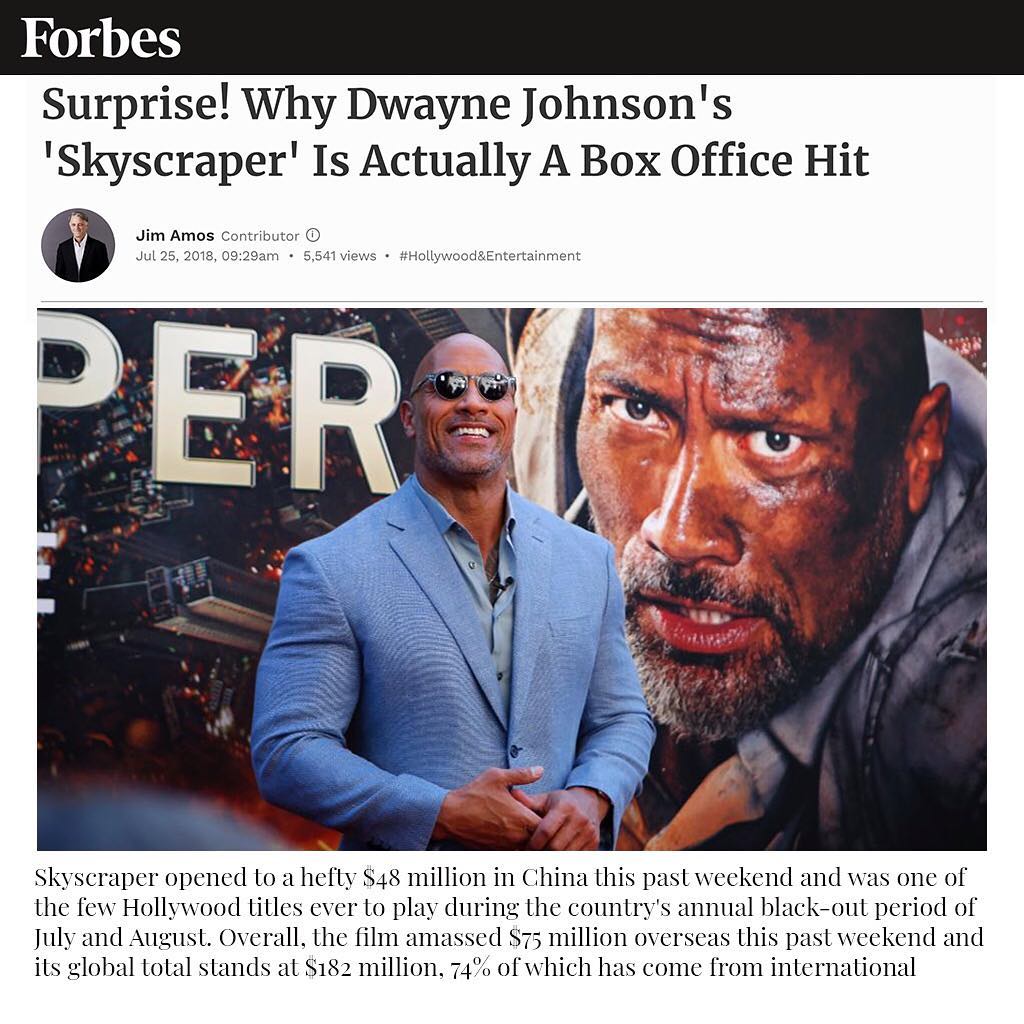 Forbes
Surprise! Why Dwayne Johnson's
'Skyscraper' Is Actually A Box Office Hit
Jim Amos Contributor
Jul 25, 2018, 09:29am • 5,541 views • #Hollywood&Entertainment
PER
Skyscraper opened to a hefty $48 million in China this past weekend and was one of
the few Hollywood titles ever to play during the country's annual black-out period of
July and August. Overall, the film amassed $75 million overseas this past weekend and
its global total stands at $182 million, 74% of which has come from international